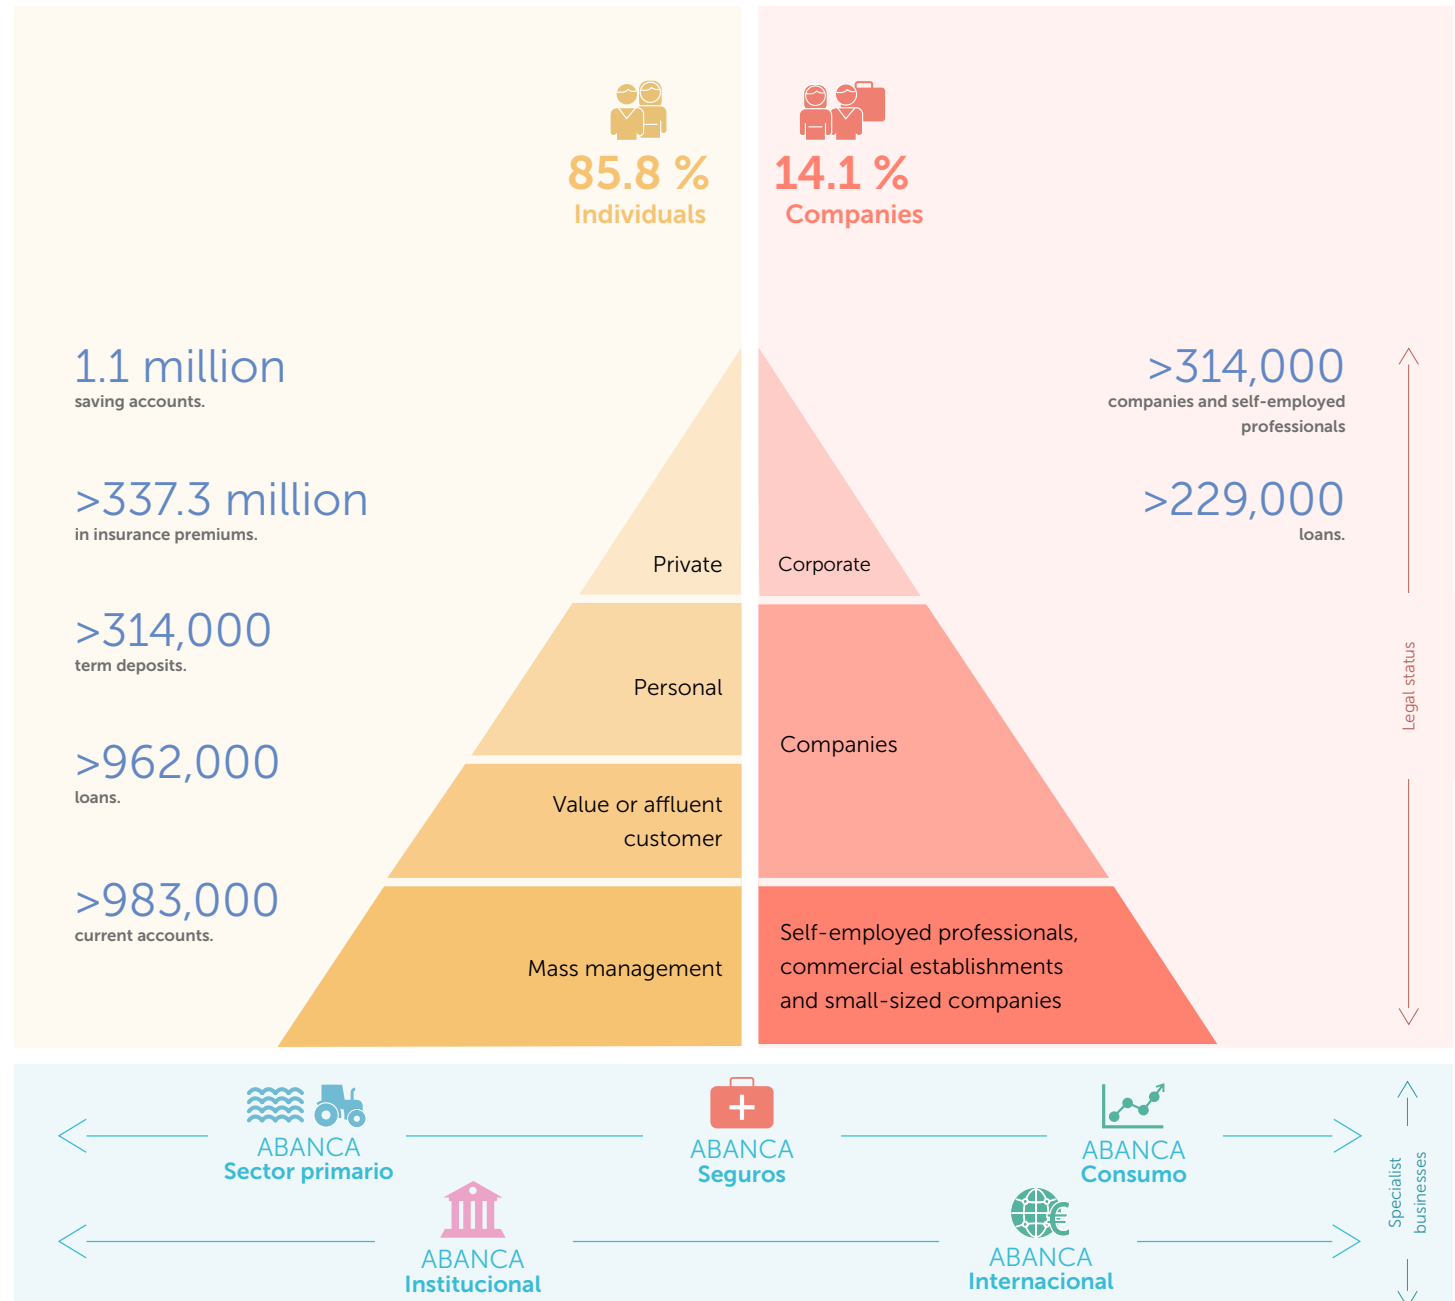 85.8 %
Individuals
14.1 %
Companies
1.1 million
saving accounts.
>337.3 million
in insurance premiums.
>314,000
term deposits.
>962,000
loans.
>983,000
current accounts.
Private
Personal
Value or affluent
customer
Mass management
Corporate
Companies
Self-employed professionals,
commercial establishments
and small-sized companies
>314,000
companies and self-employed
professionals
>229,000
loans.
Legal status
ABANCA
Sector primario
ABANCA
Seguros
ABANCA
Consumo
ABANCA
Institucional
ABANCA
Internacional
Specialist
businesses